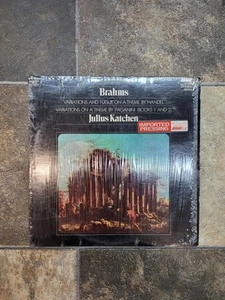 Brahms
VARIATIONS AND FUGUE ON A THEME BY HANDEL
VARIATIONS ON A THEME BY PAGANINI BOOKS 1 AND 2
Julius Katchen
IMPORTED
PRESSING